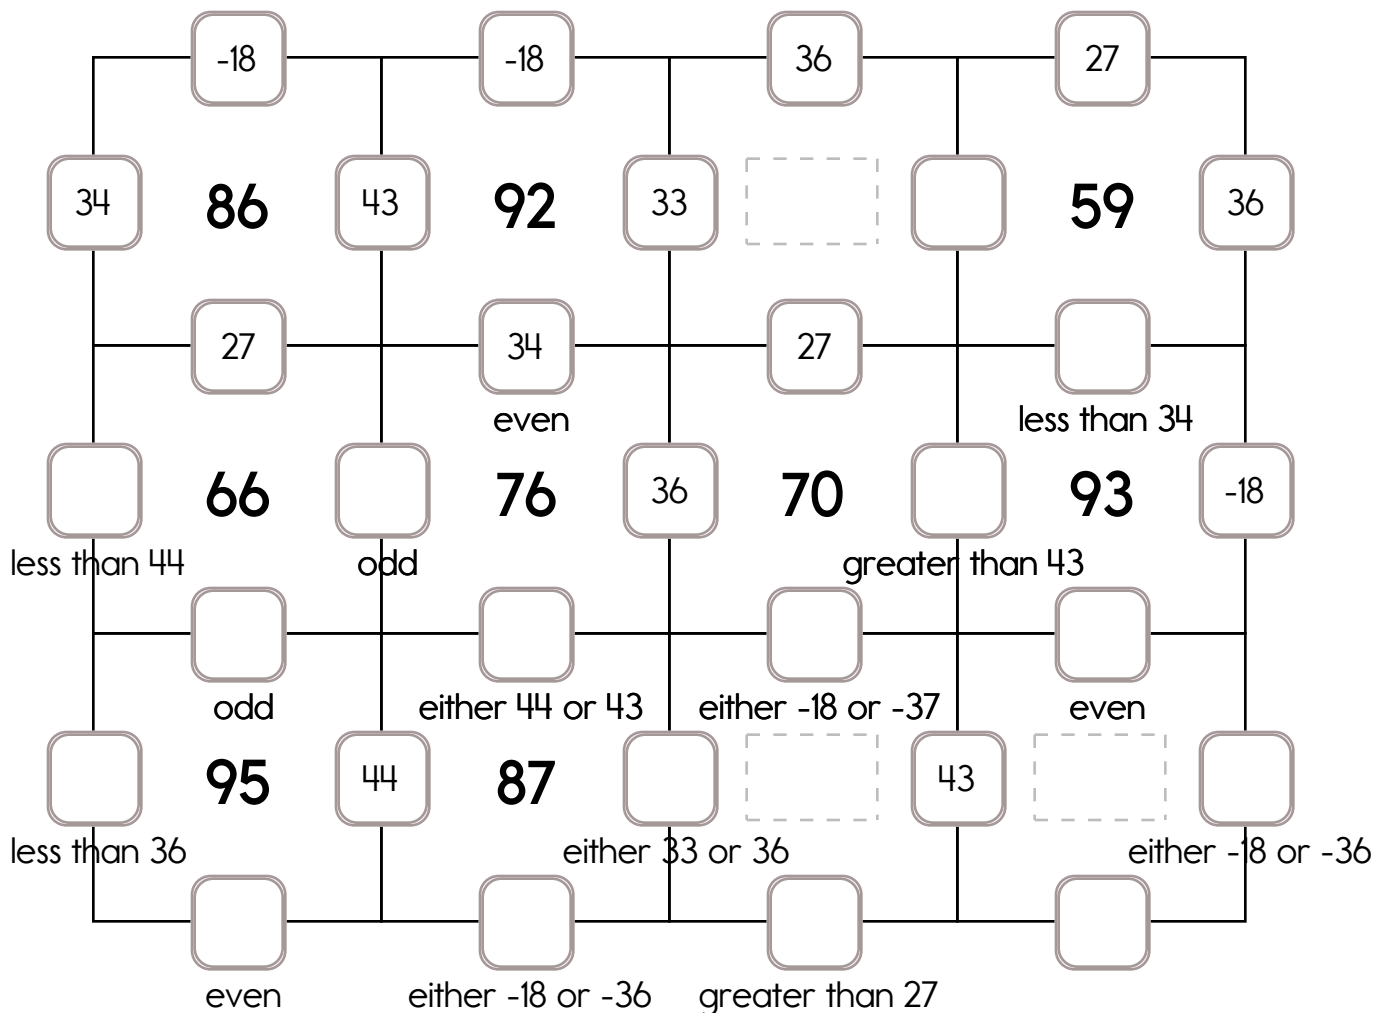 -18 -18 36 27
34 86 43 92 33 59 36
27 34 27
even less than 34
66 76 36 70 93 -18
less than 44 odd greater than 43
odd either 44 or 43 either -18 or -37 even
95 44 87 43
less than 36 either 33 or 36 either -18 or -36
even either -18 or -36 greater than 27